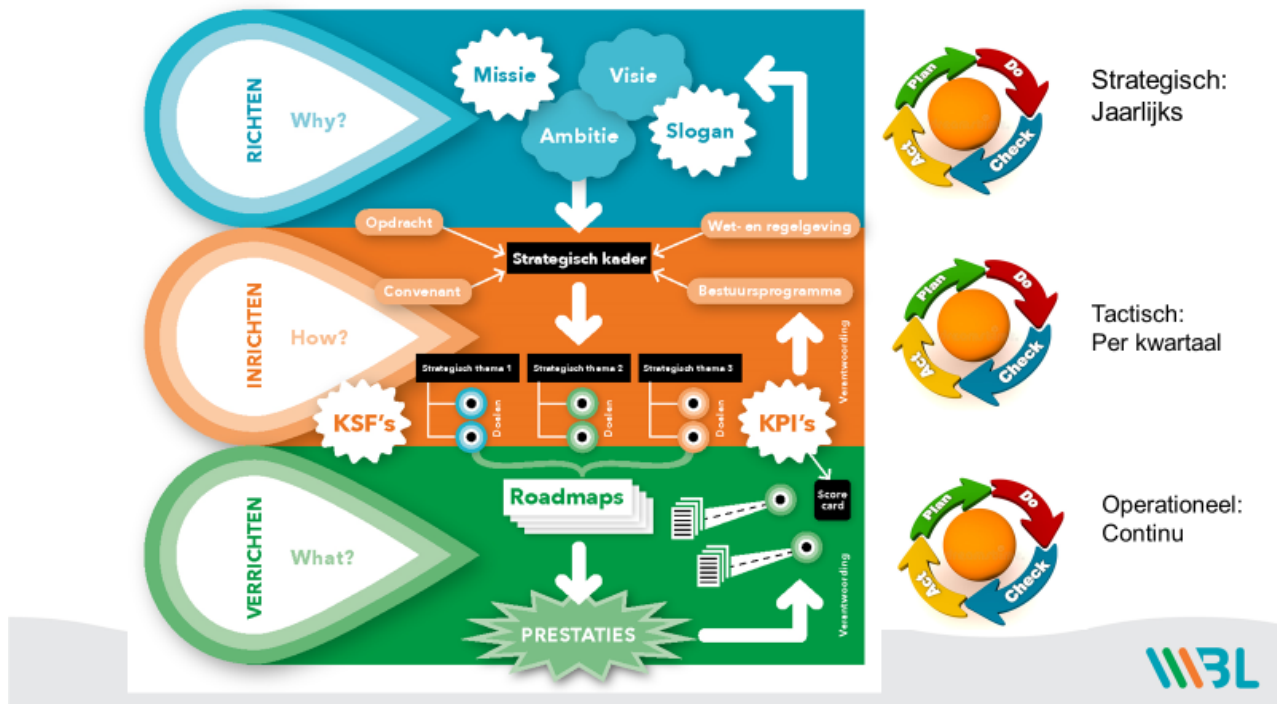 RICHTEN
Why?
Missie
Visie
Ambitie
Slogan
Plan
Do
Check
Act
Strategisch:
Jaarlijks
INRICHTEN
How?
Opdracht
Wet- en regelgeving
Strategisch kader
Convenant
Bestuursprogramma
Strategisch thema 1
Strategisch thema 2
Strategisch thema 3
Doelen
Doelen
Doelen
KSF's
KPI's
Verantwoording
Plan
Do
Check
Act
Tactisch:
Per kwartaal
VERRICHTEN
What?
Roadmaps
Score
card
PRESTATIES
Verantwoording
Plan
Do
Check
Act
Operationeel:
Continu
WBL